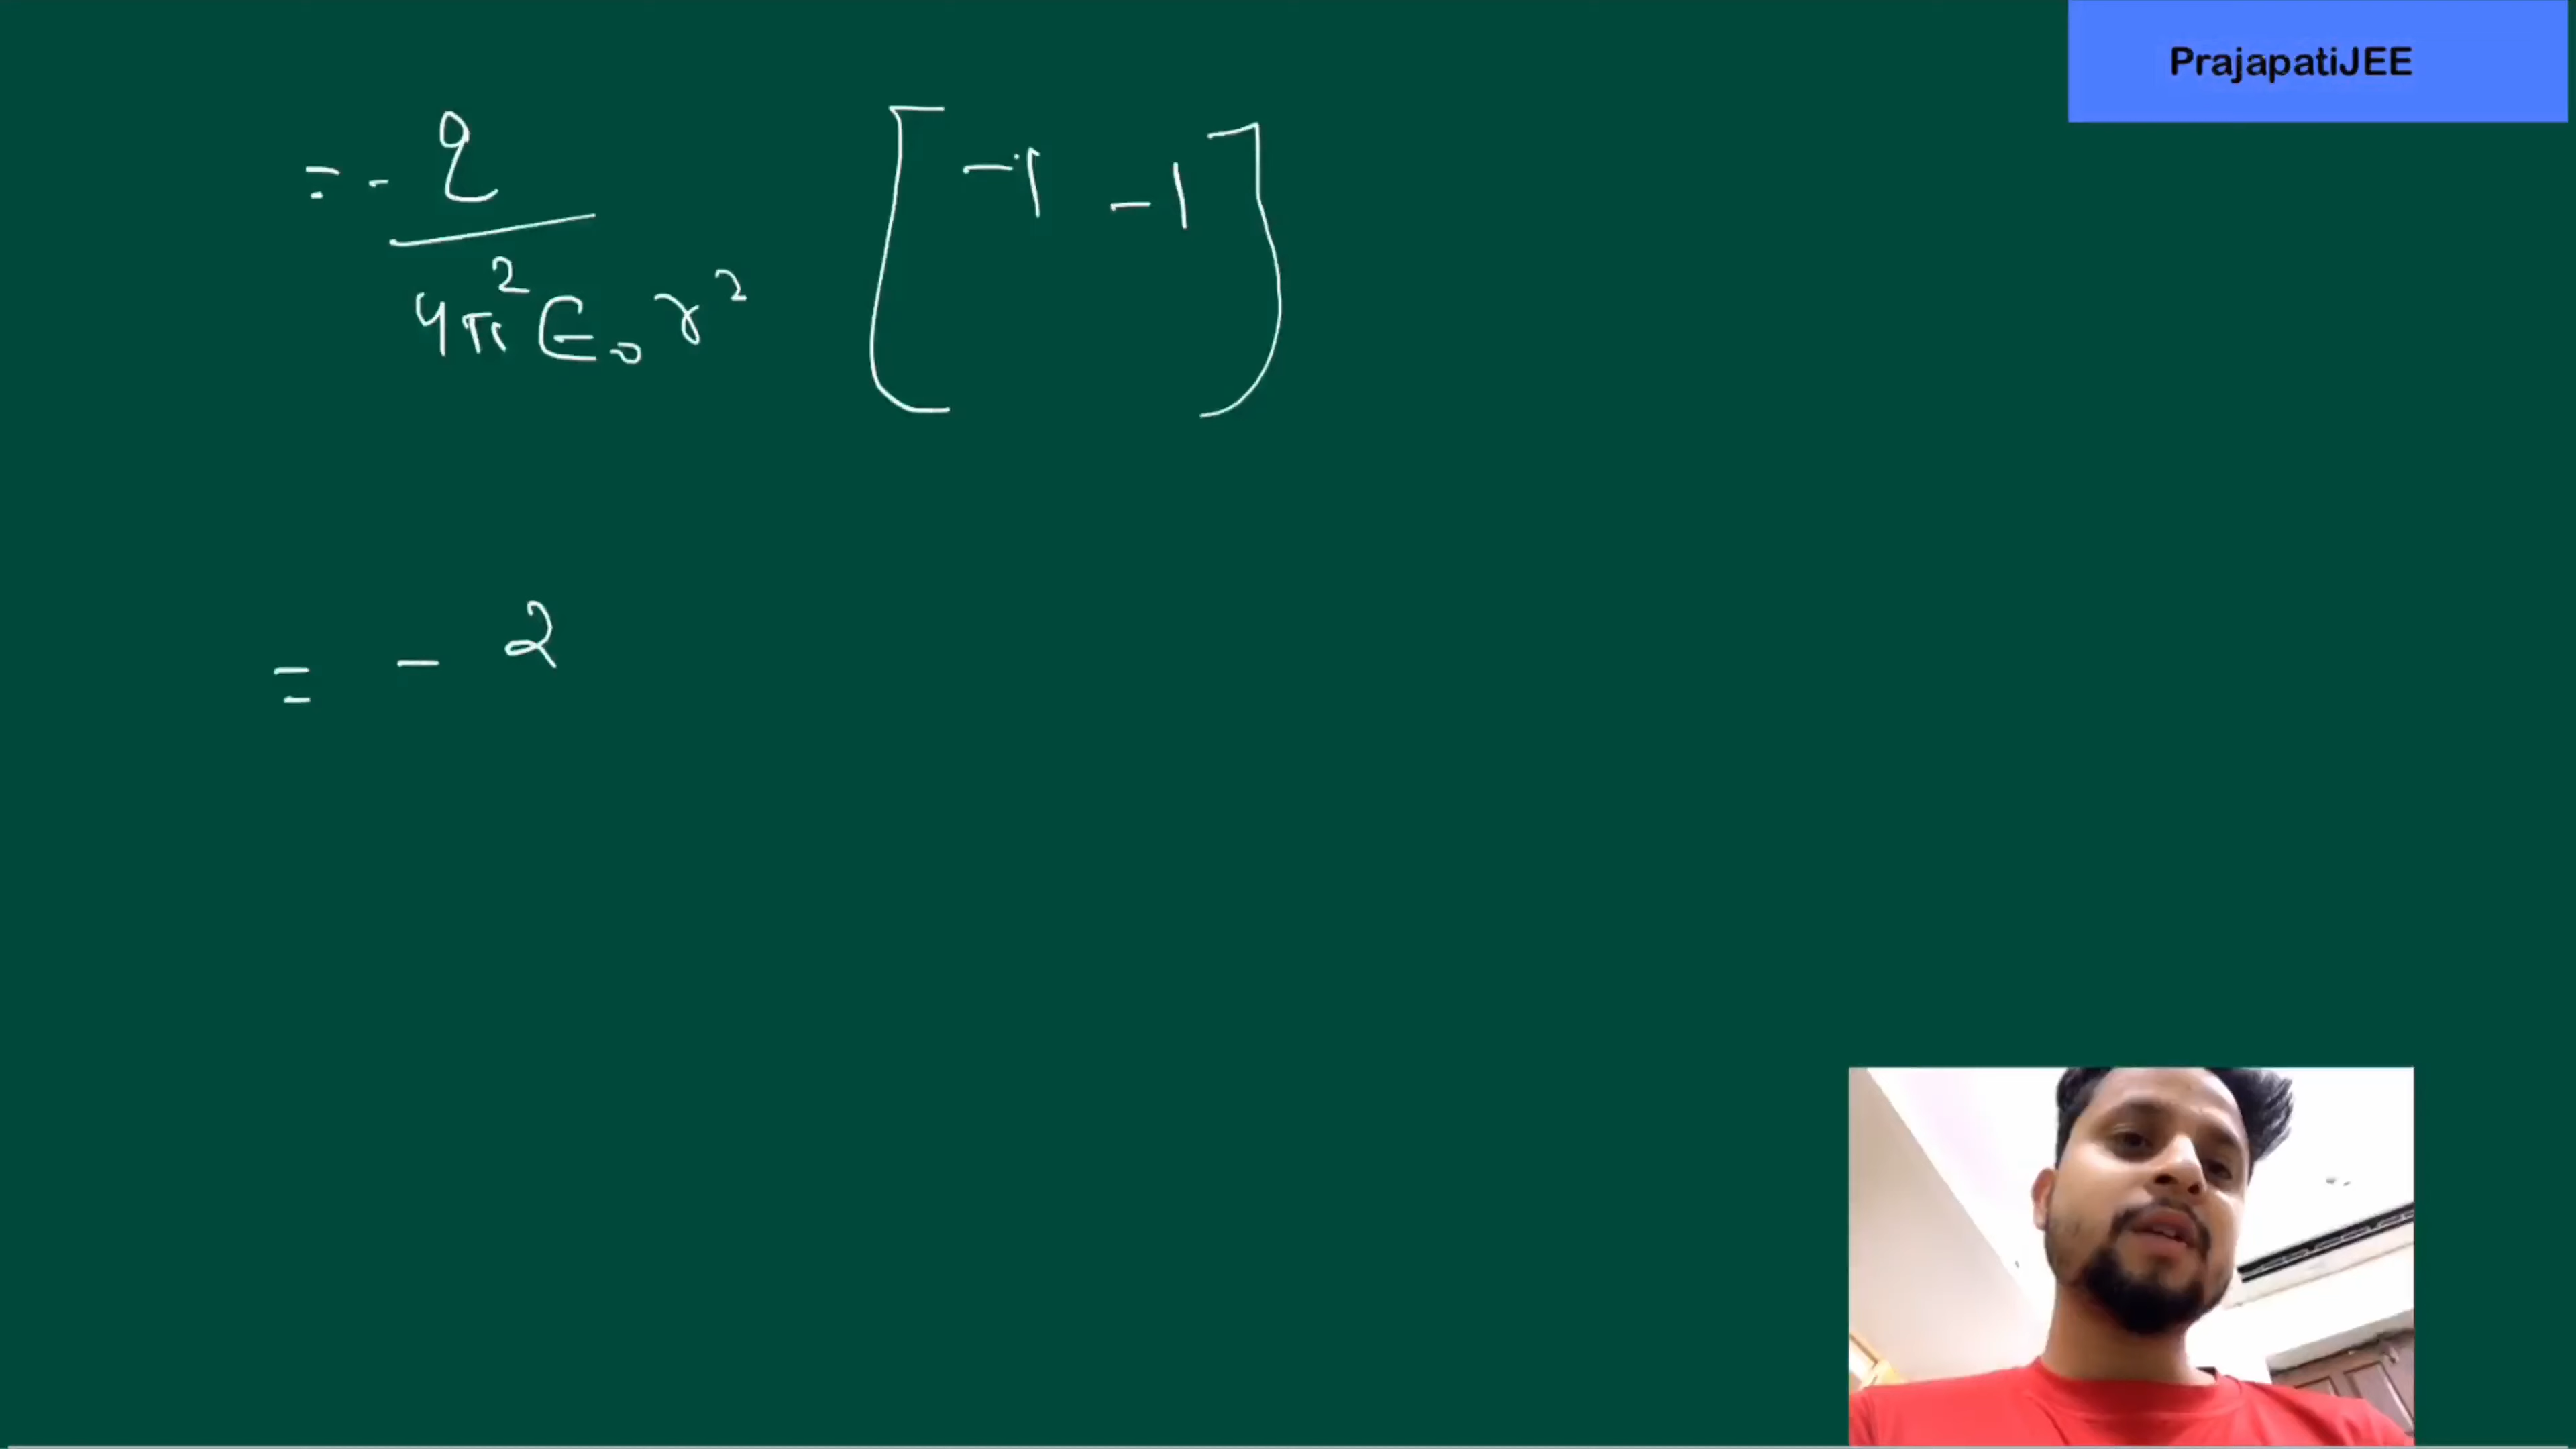 PrajapatiJEE
= - q / 4π²ε₀r² [ -1 -1 ]
= - 2